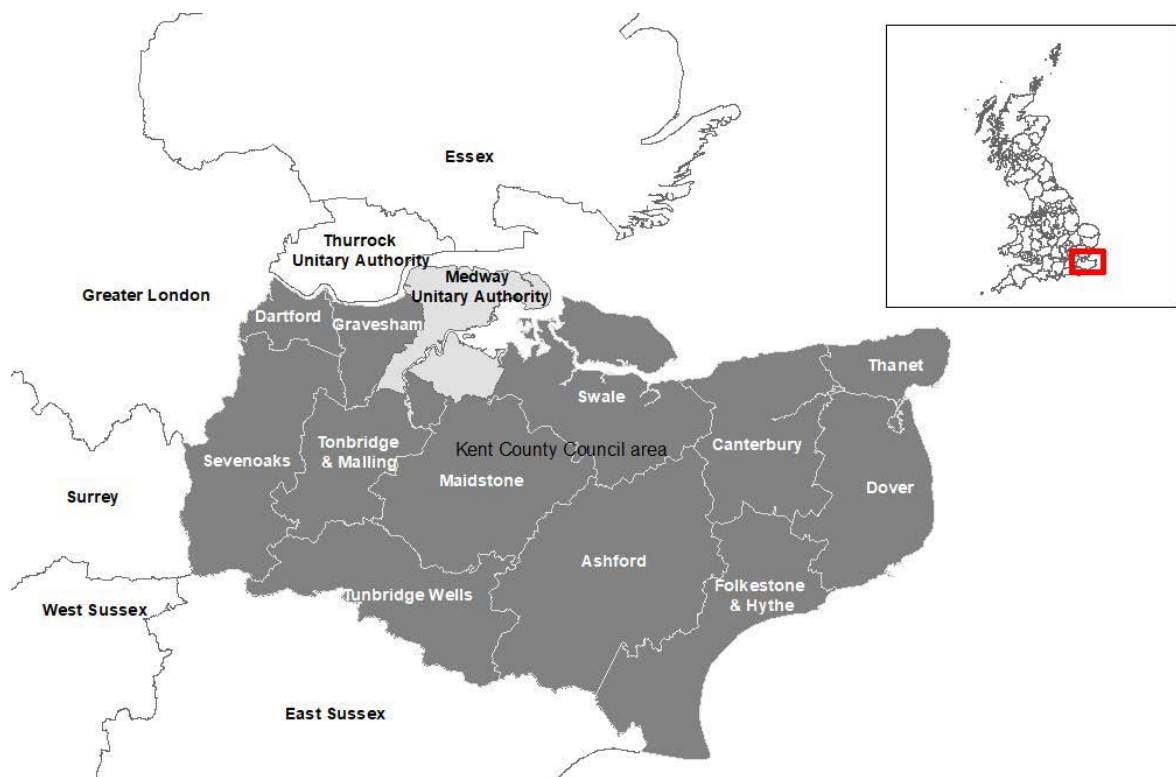 Essex
Thurrock
Unitary Authority
Medway
Unitary Authority
Greater London
Dartford
Gravesham
Thanet
Swale
Tonbridge
& Malling
Kent County Council area
Canterbury
Sevenoaks
Maidstone
Dover
Surrey
Ashford
Folkestone
& Hythe
Tunbridge Wells
West Sussex
East Sussex